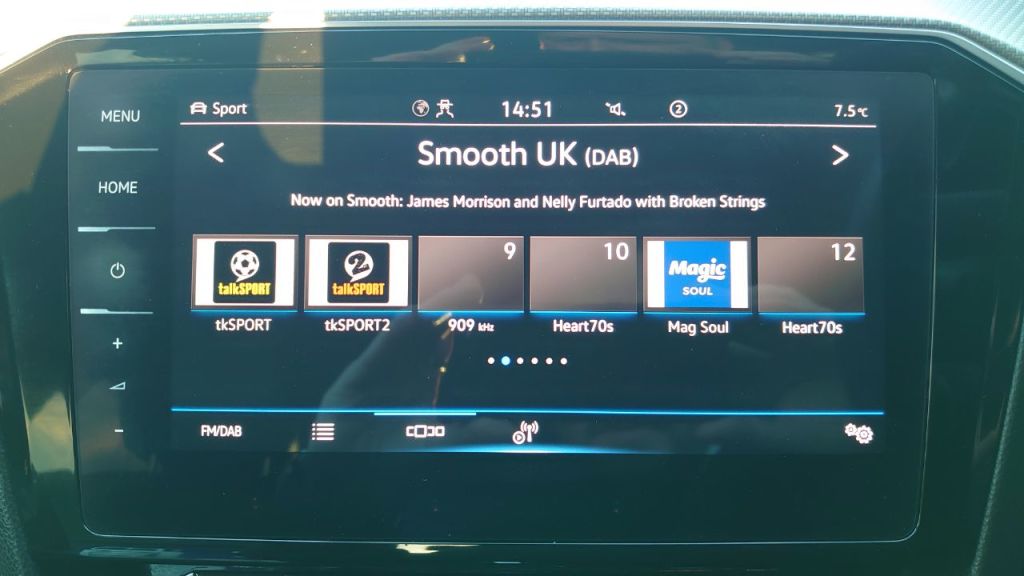 MENU
HOME
Sport
14:51
2
7.5°C
Smooth UK (DAB)
Now on Smooth: James Morrison and Nelly Furtado with Broken Strings
talkSPORT
2
talkSPORT
9
10
Magic
SOUL
12
tkSPORT
tkSPORT2
909 kHz
Heart70s
Mag Soul
Heart70s
FM/DAB